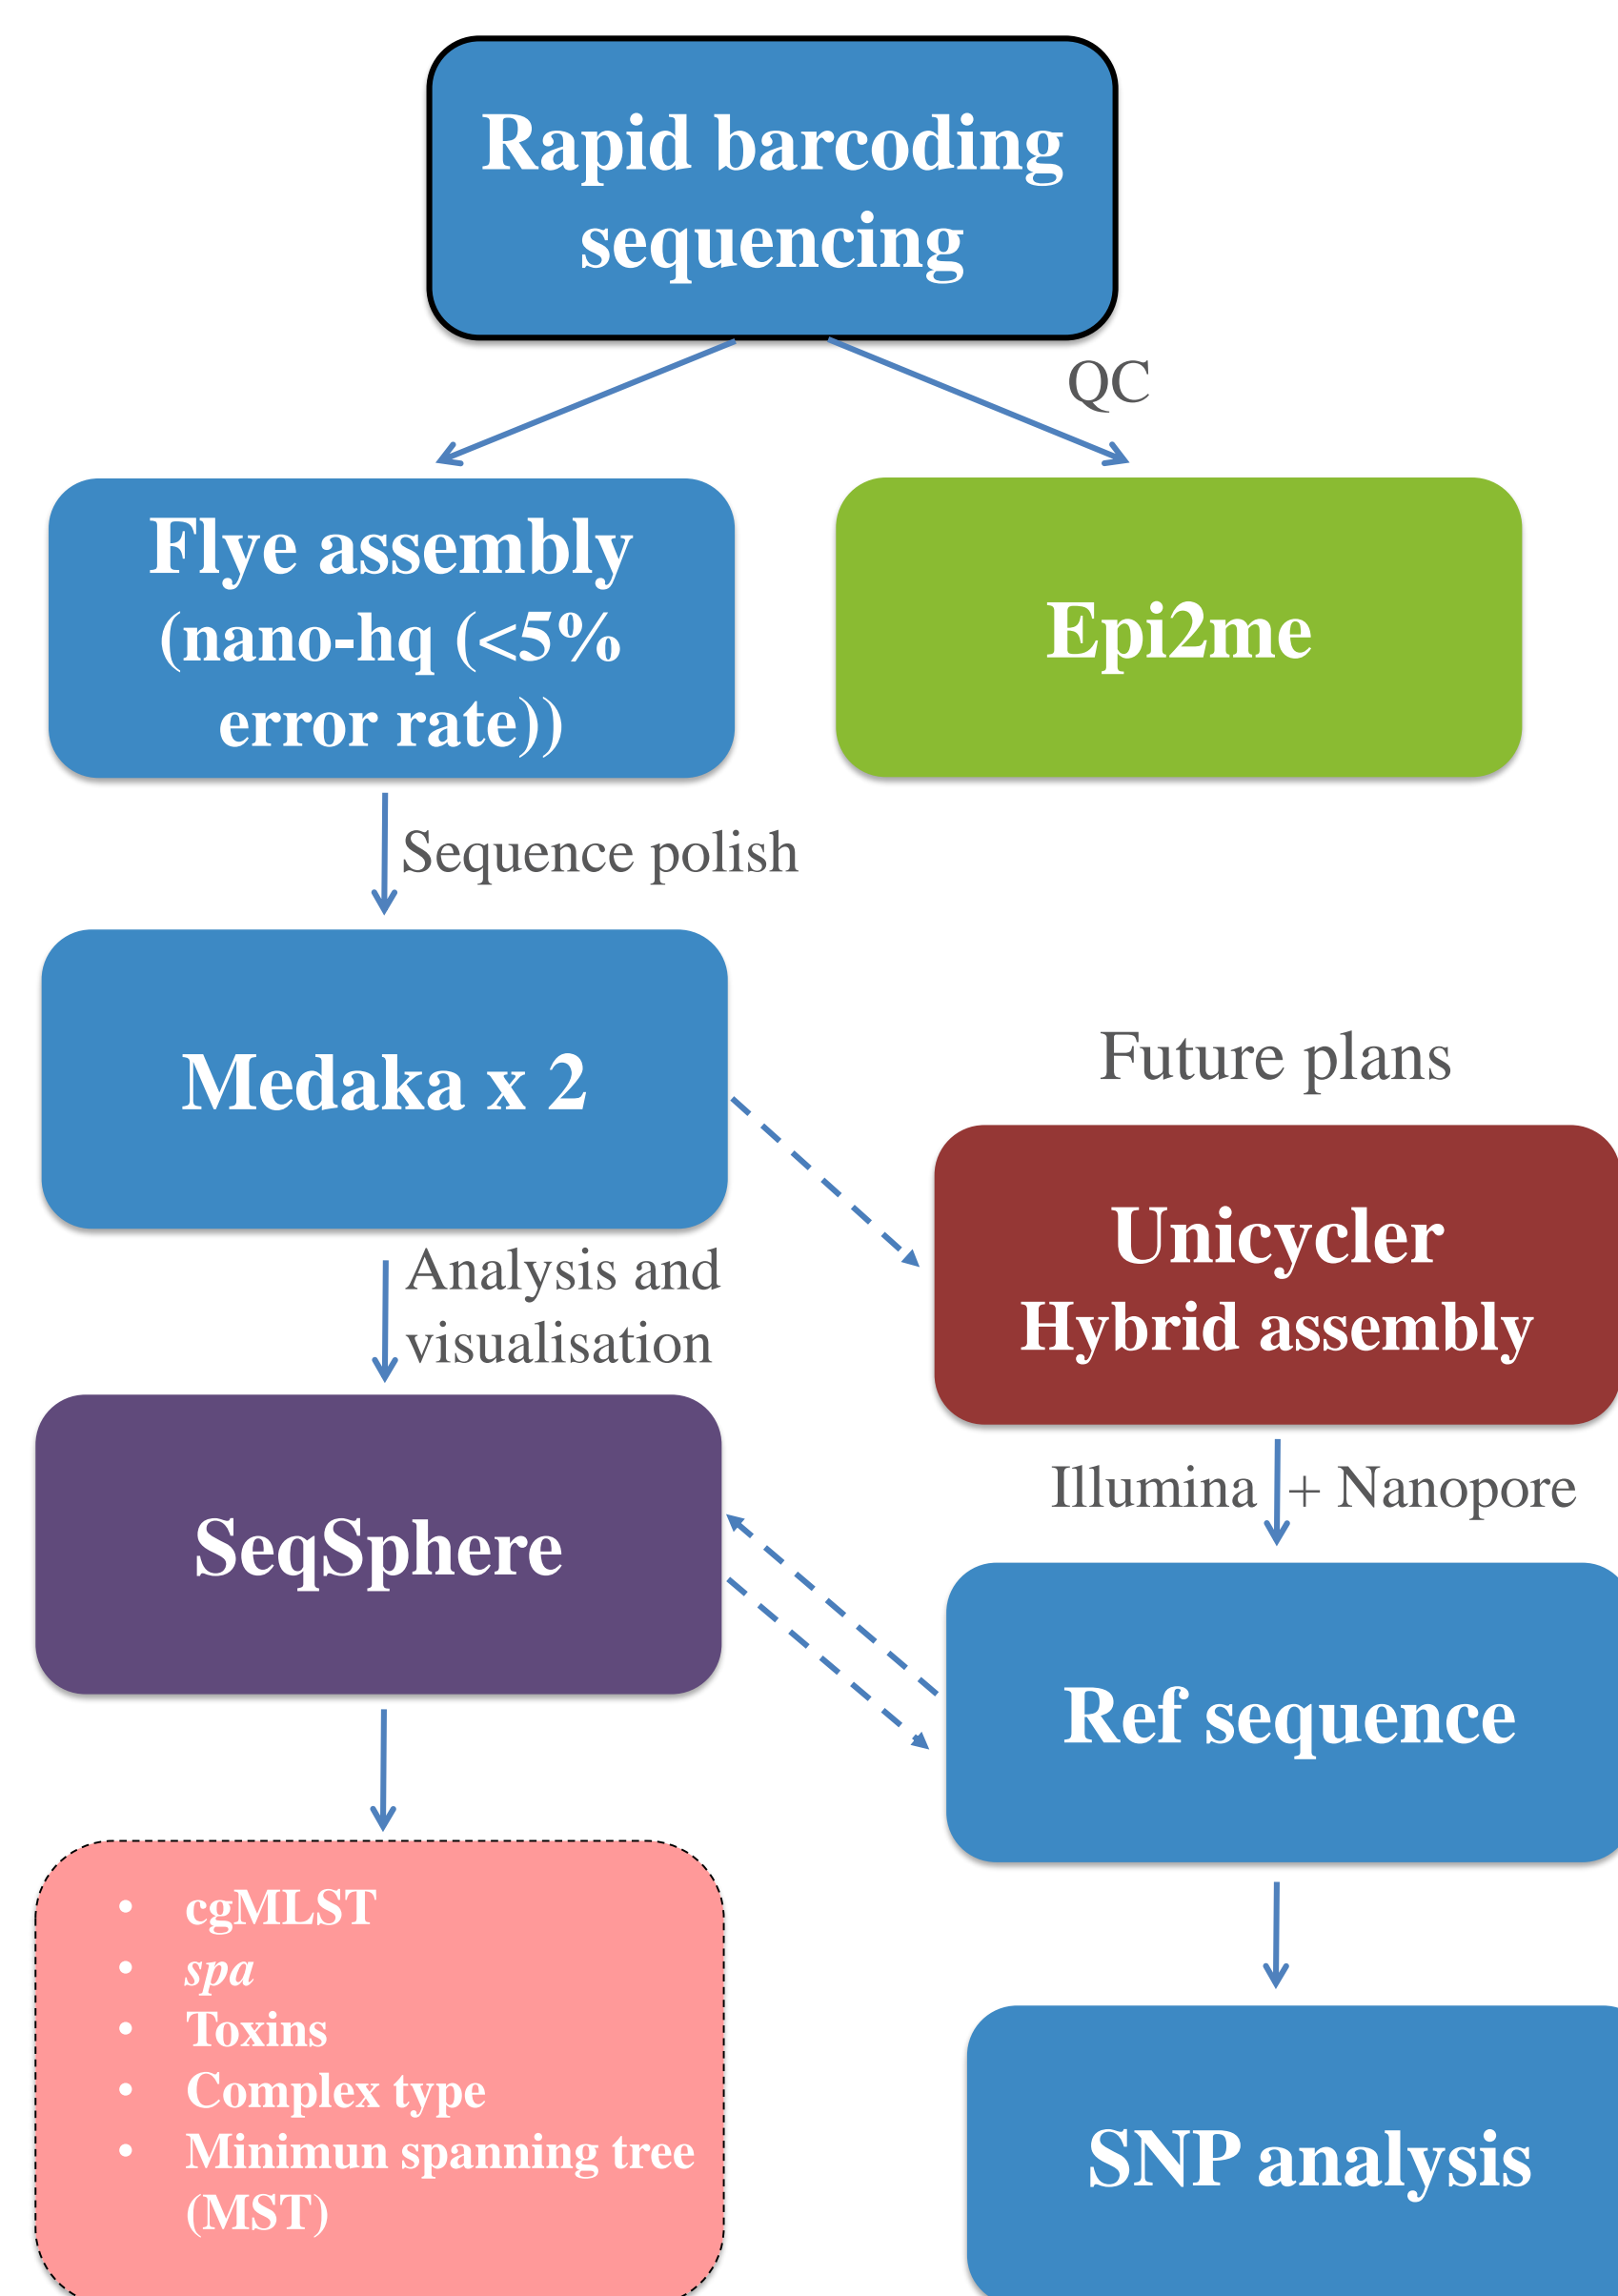 Rapid barcoding
sequencing
QC
Flye assembly
(nano-hq (<5%
error rate))
Epi2me
Sequence polish
Medaka x 2
Future plans
Unicycler
Hybrid assembly
Analysis and
visualisation
Illumina + Nanopore
SeqSphere
Ref sequence
• cgMLST
• spa
• Toxins
• Complex type
• Minimun spanning tree
(MST)
SNP analysis